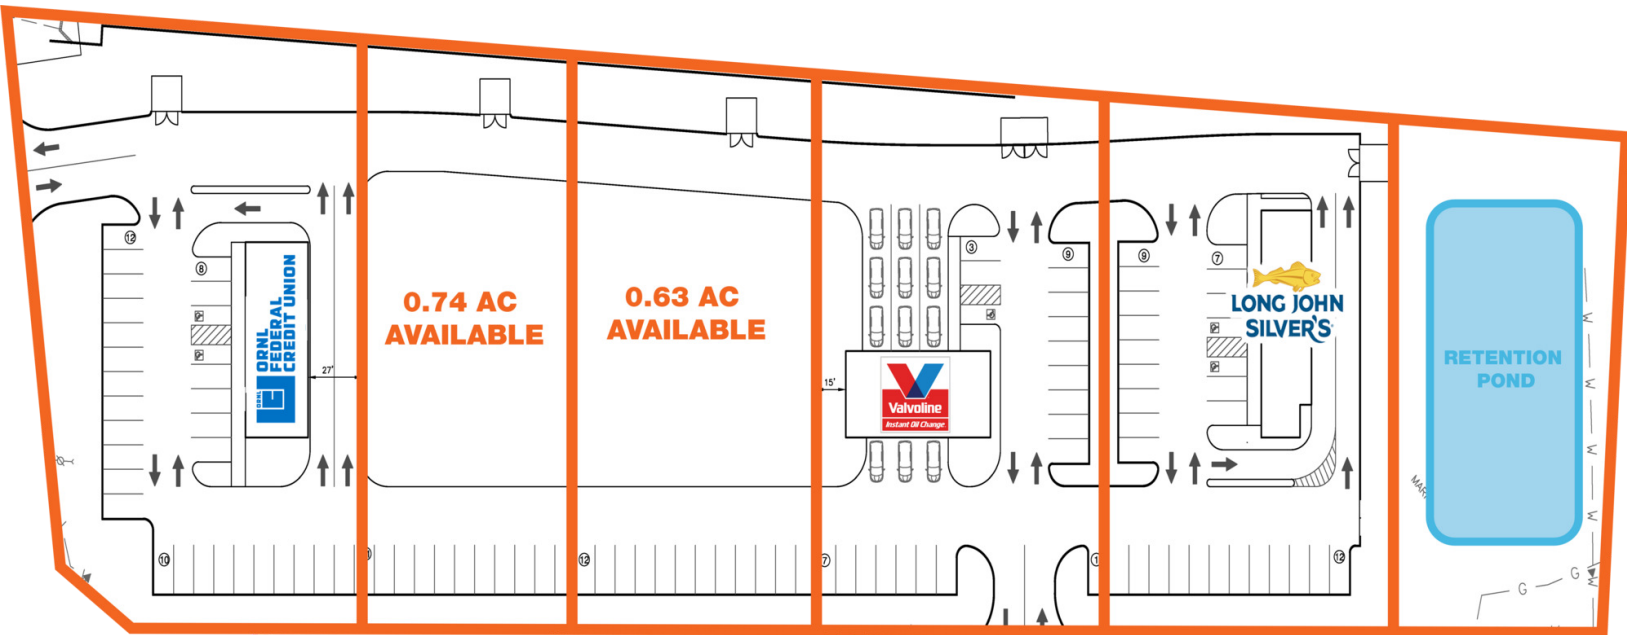 12
8
ORNL
ORNL
FEDERAL
CREDIT UNION
27'
10
0.74 AC
AVAILABLE
0.63 AC
AVAILABLE
12
15'
7
3
9
Valvoline
Instant Oil Change
9
7
LONG JOHN
SILVER'S
12
RETENTION
POND
W
W
W
W
G
G